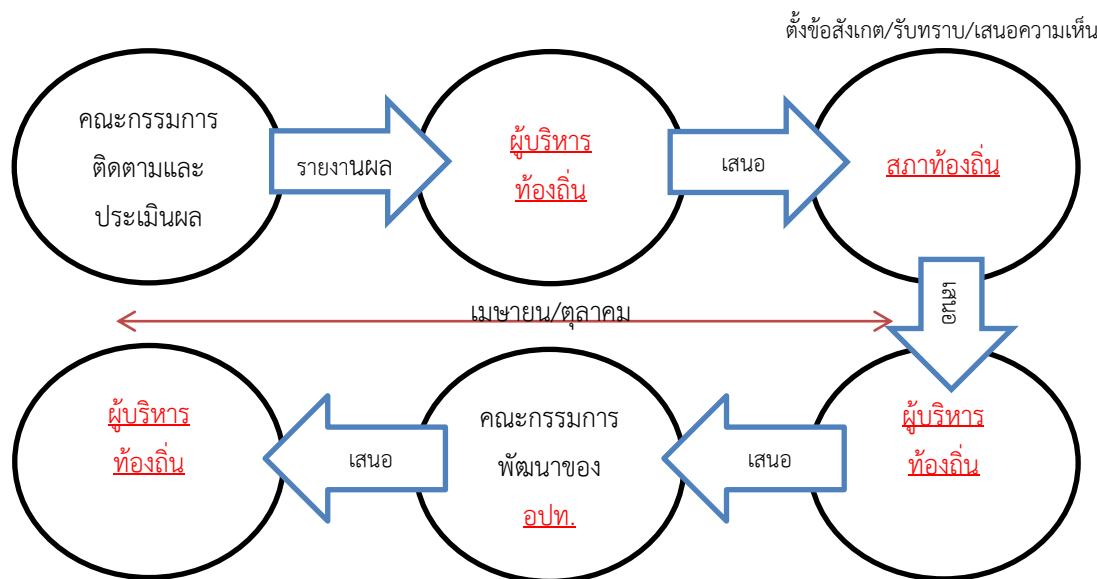 ตั้งข้อสังเกต/รับทราบ/เสนอความเห็น
คณะกรรมการ
ติดตามและ
ประเมินผล
รายงานผล
ผู้บริหาร
ท้องถิ่น
เสนอ
สภาท้องถิ่น
เสนอ
เมษายน/ตุลาคม
ผู้บริหาร
ท้องถิ่น
เสนอ
คณะกรรมการ
พัฒนาของ
อปท.
เสนอ
ผู้บริหาร
ท้องถิ่น